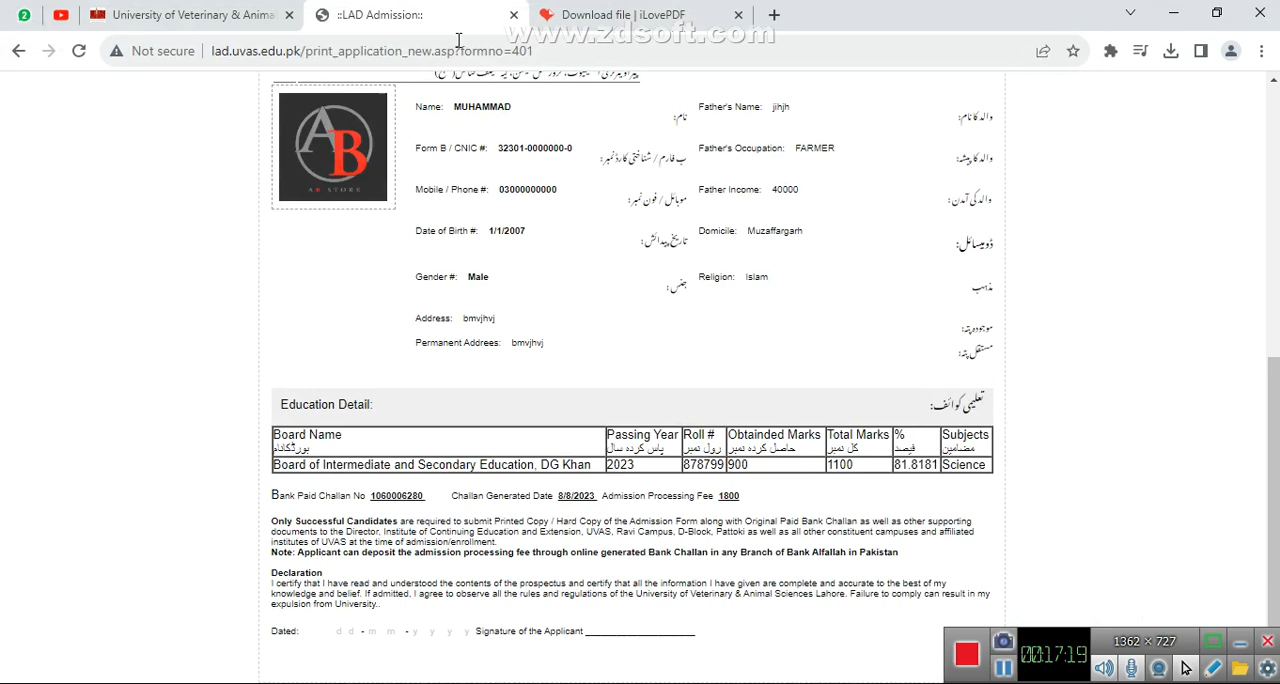 2
University of Veterinary & Anima
::LAD Admission::
Download file | iLovePDF
www.zdsoft.com
Not secure
lad.uvas.edu.pk/print_application_new.asp?formno=401
Name: MUHAMMAD نام: Father's Name: jihjh والد کا نام:
Form B / CNIC #: 32301-0000000-0 ب فارم / شناختی کارڈ نمبر: Father's Occupation: FARMER والد کا پیشہ:
Mobile / Phone #: 03000000000 موبائل / فون نمبر: Father Income: 40000 والد کی آمدن:
Date of Birth #: 1/1/2007 تاریخ پیدائش: Domicile: Muzaffargarh ڈومیسائل:
Gender #: Male جنس: Religion: Islam مذہب
Address: bmvjhvj موجودہ پتہ:
Permanent Addres: bmvjhvj مستقل پتہ:
AB
AB STORE
Education Detail: تعلیمی کوائف:
Board Name Passing Year Roll # Obtainded Marks Total Marks % Subjects
بورڈ کا نام پاس کردہ سال رول نمبر حاصل کردہ نمبر کل نمبر فیصد مضامین
Board of Intermediate and Secondary Education, DG Khan 2023 878799 900 1100 81.8181 Science
Bank Paid Challan No 1060006280 Challan Generated Date 8/8/2023 Admission Processing Fee 1800
Only Successful Candidates are required to submit Printed Copy / Hard Copy of the Admission Form along with Original Paid Bank Challan as well as other supporting
documents to the Director, Institute of Continuing Education and Extension, UVAS, Ravi Campus, D-Block, Pattoki as well as all other constituent campuses and affiliated
institutes of UVAS at the time of admission/enrollment.
Note: Applicant can deposit the admission processing fee through online generated Bank Challan in any Branch of Bank Alfallah in Pakistan
Declaration
I certify that I have read and understood the contents of the prospectus and certify that all the information I have given are complete and accurate to the best of my
knowledge and belief. If admitted, I agree to observe all the rules and regulations of the University of Veterinary & Animal Sciences Lahore. Failure to comply can result in my
expulsion from University..
Dated: d d - m m - y y y y Signature of the Applicant
1362 × 727
00:17:19